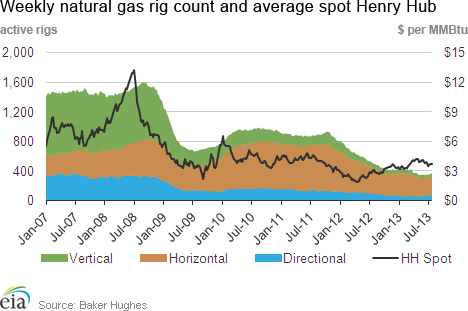 Weekly natural gas rig count and average spot Henry Hub
active rigs $ per MMBtu
2,000 $15
1,600 $12
1,200 $9
800 $6
400 $3
0 $0
Jan-07 Jul-07 Jan-08 Jul-08 Jan-09 Jul-09 Jan-10 Jul-10 Jan-11 Jul-11 Jan-12 Jul-12 Jan-13 Jul-13
Vertical Horizontal Directional HH Spot
eia Source: Baker Hughes